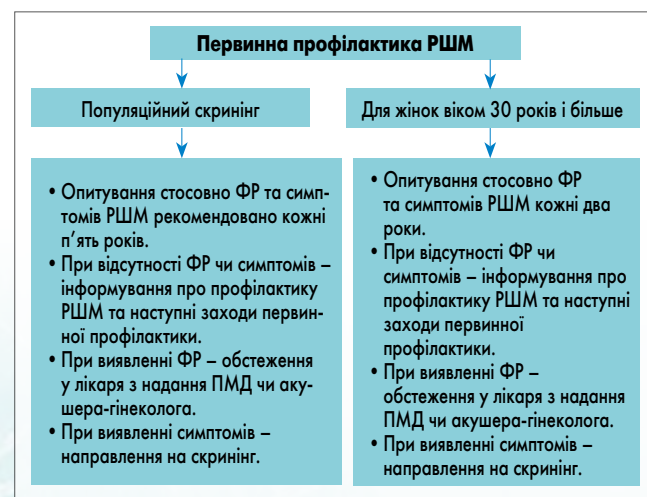 Первинна профілактика РШМ
Популяційний скринінг
Для жінок віком 30 років і більше
• Опитування стосовно ФР та симп-
томів РШМ рекомендовано кожні
п’ять років.
• При відсутності ФР чи симптомів –
інформування про профілактику
РШМ та наступні заходи первин-
ної профілактики.
• При виявленні ФР – обстеження
у лікаря з надання ПМД чи аку-
шера-гінеколога.
• При виявленні симптомів –
направлення на скринінг.
• Опитування стосовно ФР
та симптомів РШМ кожні два
роки.
• При відсутності ФР чи
симптомів – інформування про
профілактику РШМ та наступні
заходи первинної
профілактики.
• При виявленні ФР –
обстеження у лікаря з надання
ПМД чи акушера-гінеколога.
• При виявленні симптомів –
направлення на скринінг.